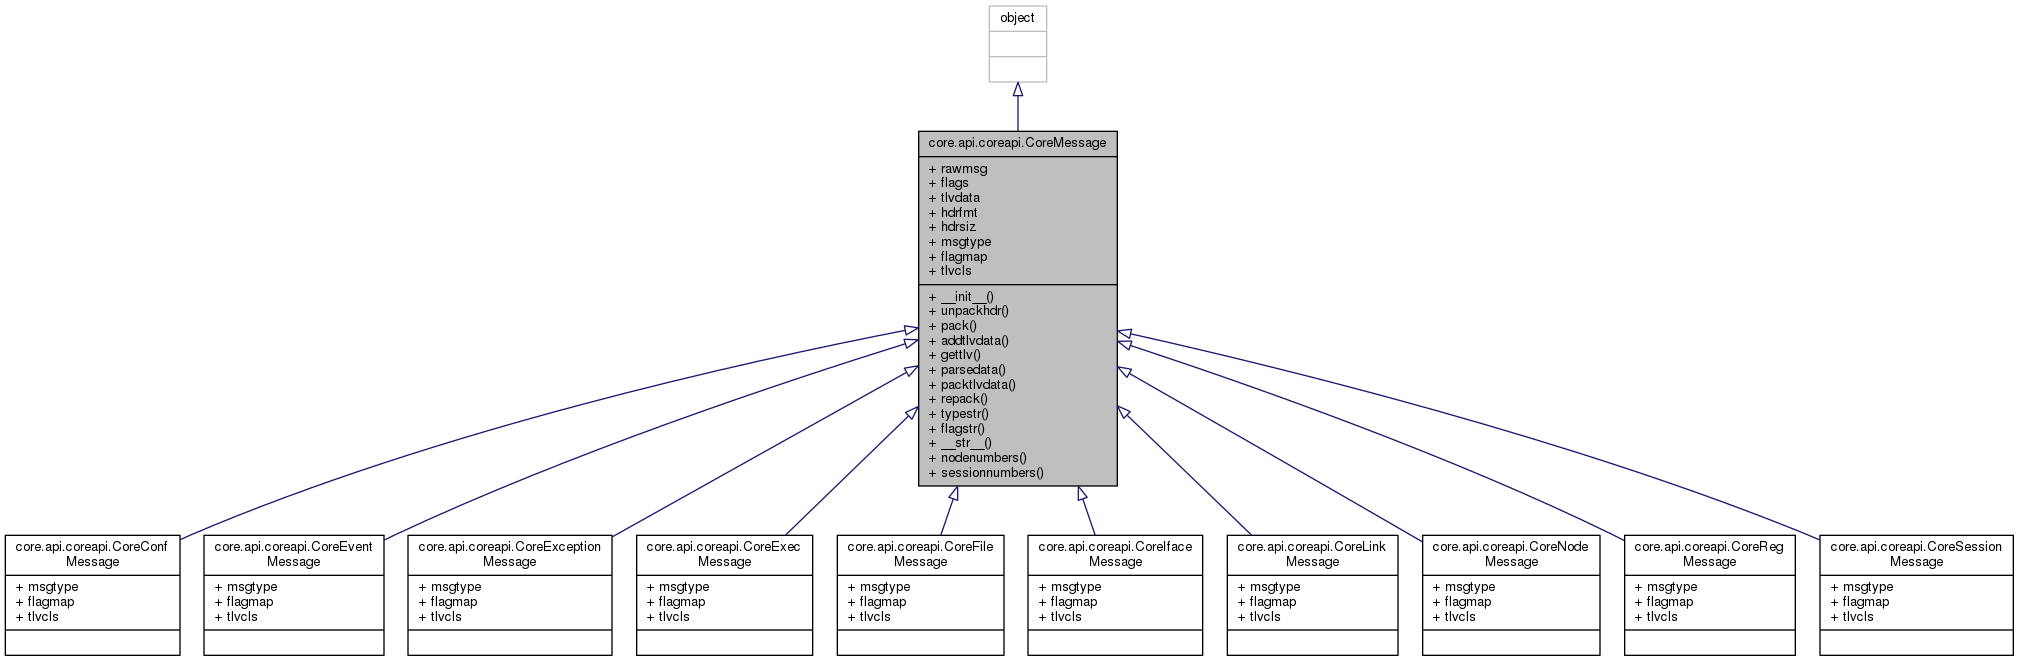 object
core.api.coreapi.CoreMessage
+ rawmsg
+ flags
+ tlvdata
+ hdrfmt
+ hdrsiz
+ msgtype
+ flagmap
+ tlvcls
+ __init__()
+ unpackhdr()
+ pack()
+ addtlvdata()
+ gettlv()
+ parsedata()
+ packtlvdata()
+ repack()
+ typestr()
+ flagstr()
+ __str__()
+ nodenumbers()
+ sessionnumbers()
core.api.coreapi.CoreConf
Message
+ msgtype
+ flagmap
+ tlvcls
core.api.coreapi.CoreEvent
Message
+ msgtype
+ flagmap
+ tlvcls
core.api.coreapi.CoreException
Message
+ msgtype
+ flagmap
+ tlvcls
core.api.coreapi.CoreExec
Message
+ msgtype
+ flagmap
+ tlvcls
core.api.coreapi.CoreFile
Message
+ msgtype
+ flagmap
+ tlvcls
core.api.coreapi.CoreIface
Message
+ msgtype
+ flagmap
+ tlvcls
core.api.coreapi.CoreLink
Message
+ msgtype
+ flagmap
+ tlvcls
core.api.coreapi.CoreNode
Message
+ msgtype
+ flagmap
+ tlvcls
core.api.coreapi.CoreReg
Message
+ msgtype
+ flagmap
+ tlvcls
core.api.coreapi.CoreSession
Message
+ msgtype
+ flagmap
+ tlvcls